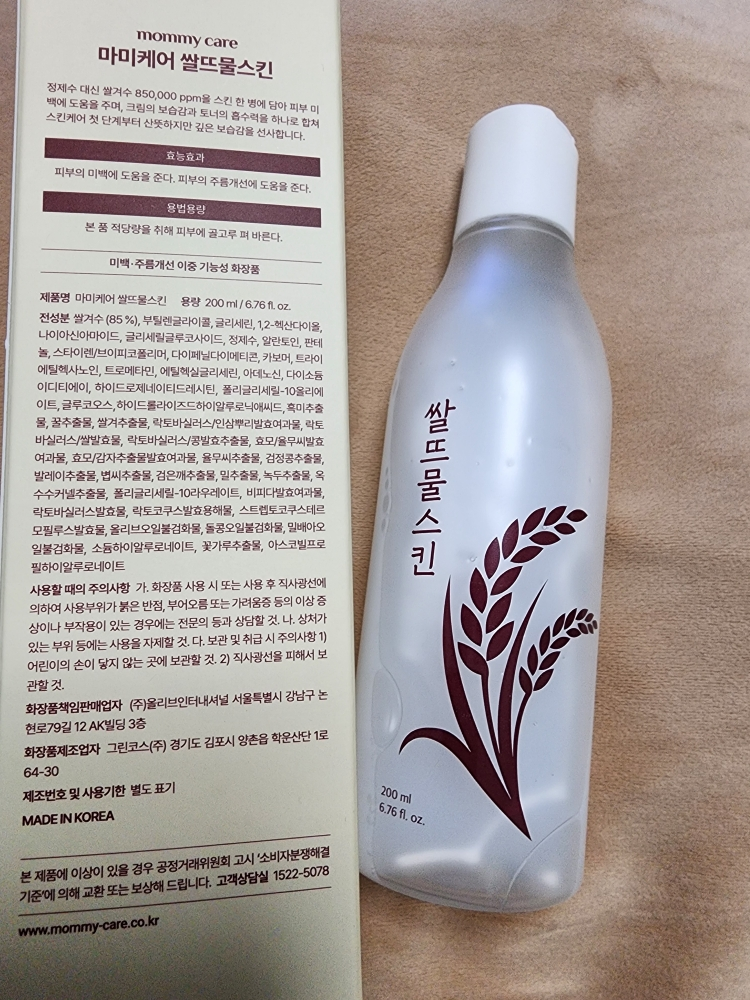 mommy care
마미케어 쌀뜨물스킨
정제수 대신 쌀겨수 850,000 ppm을 스킨 한 병에 담아 피부 미
백에 도움을 주며, 크림의 보습감과 토너의 흡수력을 하나로 합쳐
스킨케어 첫 단계부터 산뜻하지만 깊은 보습감을 선사합니다.
효능효과
피부의 미백에 도움을 준다. 피부의 주름개선에 도움을 준다.
용법용량
본 품 적당량을 취해 피부에 골고루 펴 바른다.
미백·주름개선 이중 기능성 화장품
제품명 마미케어 쌀뜨물스킨 용량 200 ml / 6.76 fl. oz.
전성분 쌀겨수 (85 %), 부틸렌글라이콜, 글리세린, 1,2-헥산다이올,
나이아신아마이드, 글리세릴글루코사이드, 정제수, 알란토인, 판테
놀, 스타이렌/브이피코폴리머, 다이페닐다이메티콘, 카보머, 트라이
에틸헥사노인, 트로메타민, 에틸헥실글리세린, 아데노신, 다이소듐
이디티에이, 하이드로제네이티드레시틴, 폴리글리세릴-10올리에
이트, 글루코오스, 하이드롤라이즈드하이알루로닉애씨드, 흑미추출
물, 꿀추출물, 쌀겨추출물, 락토바실러스/인삼뿌리발효여과물, 락토
바실러스/쌀발효물, 락토바실러스/콩발효추출물, 효모/율무씨발효
여과물, 효모/감자추출물발효여과물, 율무씨추출물, 검정콩추출물,
발레이추출물, 볍씨추출물, 검은깨추출물, 밀추출물, 녹두추출물, 옥
수수커넬추출물, 폴리글리세릴-10라우레이트, 비피다발효여과물,
락토바실러스발효물, 락토코쿠스발효용해물, 스트렙토코쿠스테르
모필루스발효물, 올리브오일불검화물, 돌콩오일불검화물, 밀배아오
일불검화물, 소듐하이알루로네이트, 꽃가루추출물, 아스코빌프로
필하이알루로네이트
사용할 때의 주의사항 가. 화장품 사용 시 또는 사용 후 직사광선에
의하여 사용부위가 붉은 반점, 부어오름 또는 가려움증 등의 이상 증
상이나 부작용이 있는 경우에는 전문의 등과 상담할 것. 나. 상처가
있는 부위 등에는 사용을 자제할 것. 다. 보관 및 취급 시 주의사항 1)
어린이의 손이 닿지 않는 곳에 보관할 것. 2) 직사광선을 피해서 보
관할 것.
화장품책임판매업자 (주)올리브인터내셔널 서울특별시 강남구 논
현로79길 12 AK빌딩 3층
화장품제조업자 그린코스(주) 경기도 김포시 양촌읍 학운산단 1로
64-30
제조번호 및 사용기한 별도 표기
MADE IN KOREA
본 제품에 이상이 있을 경우 공정거래위원회 고시 '소비자분쟁해결
기준'에 의해 교환 또는 보상해 드립니다. 고객상담실 1522-5078
www.mommy-care.co.kr
쌀뜨물스킨
200 ml
6.76 fl. oz.